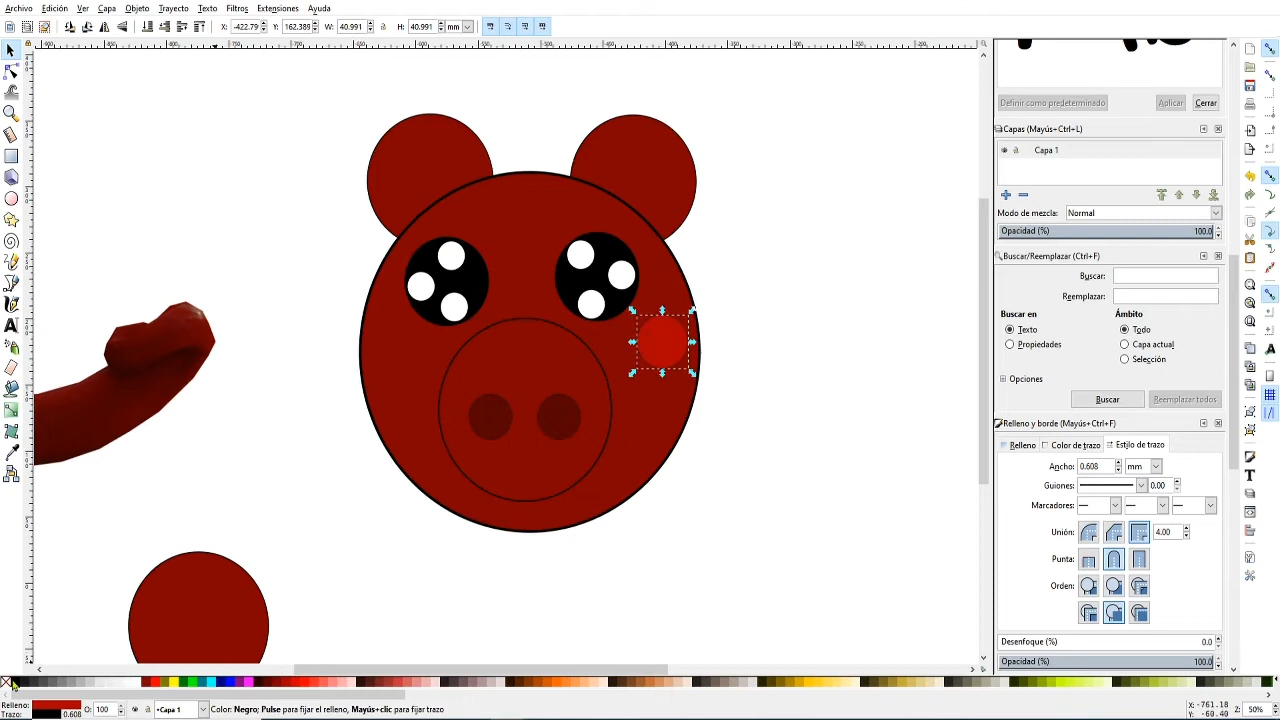 Archivo Edición Ver Capa Objeto Trayecto Texto Filtros Extensiones Ayuda
X: -422.79 Y: 162.389 W: 40.991 H: 40.991 mm
Definir como predeterminado Aplicar Cerrar
Capas (Mayús+Ctrl+L)
Capa 1
Modo de mezcla: Normal
Opacidad (%) 100.0
Buscar/Reemplazar (Ctrl+F)
Buscar:
Reemplazar:
Buscar en Ámbito
Texto Todo
Propiedades Capa actual
Selección
Opciones
Buscar Reemplazar todos
Relleno y borde (Mayús+Ctrl+F)
Relleno Color de trazo Estilo de trazo
Ancho: 0.608 mm
Guiones: 0.00
Marcadores:
Unión: 4.00
Punta:
Orden:
Desenfoque (%) 0.0
Opacidad (%) 100.0
Relleno:
Trazo: 0.608 O: 100 Capa 1 Color: Negro; Pulse para fijar el relleno, Mayús+clic para fijar trazo
X: -761.18
Y: -60.40
Z: 50%